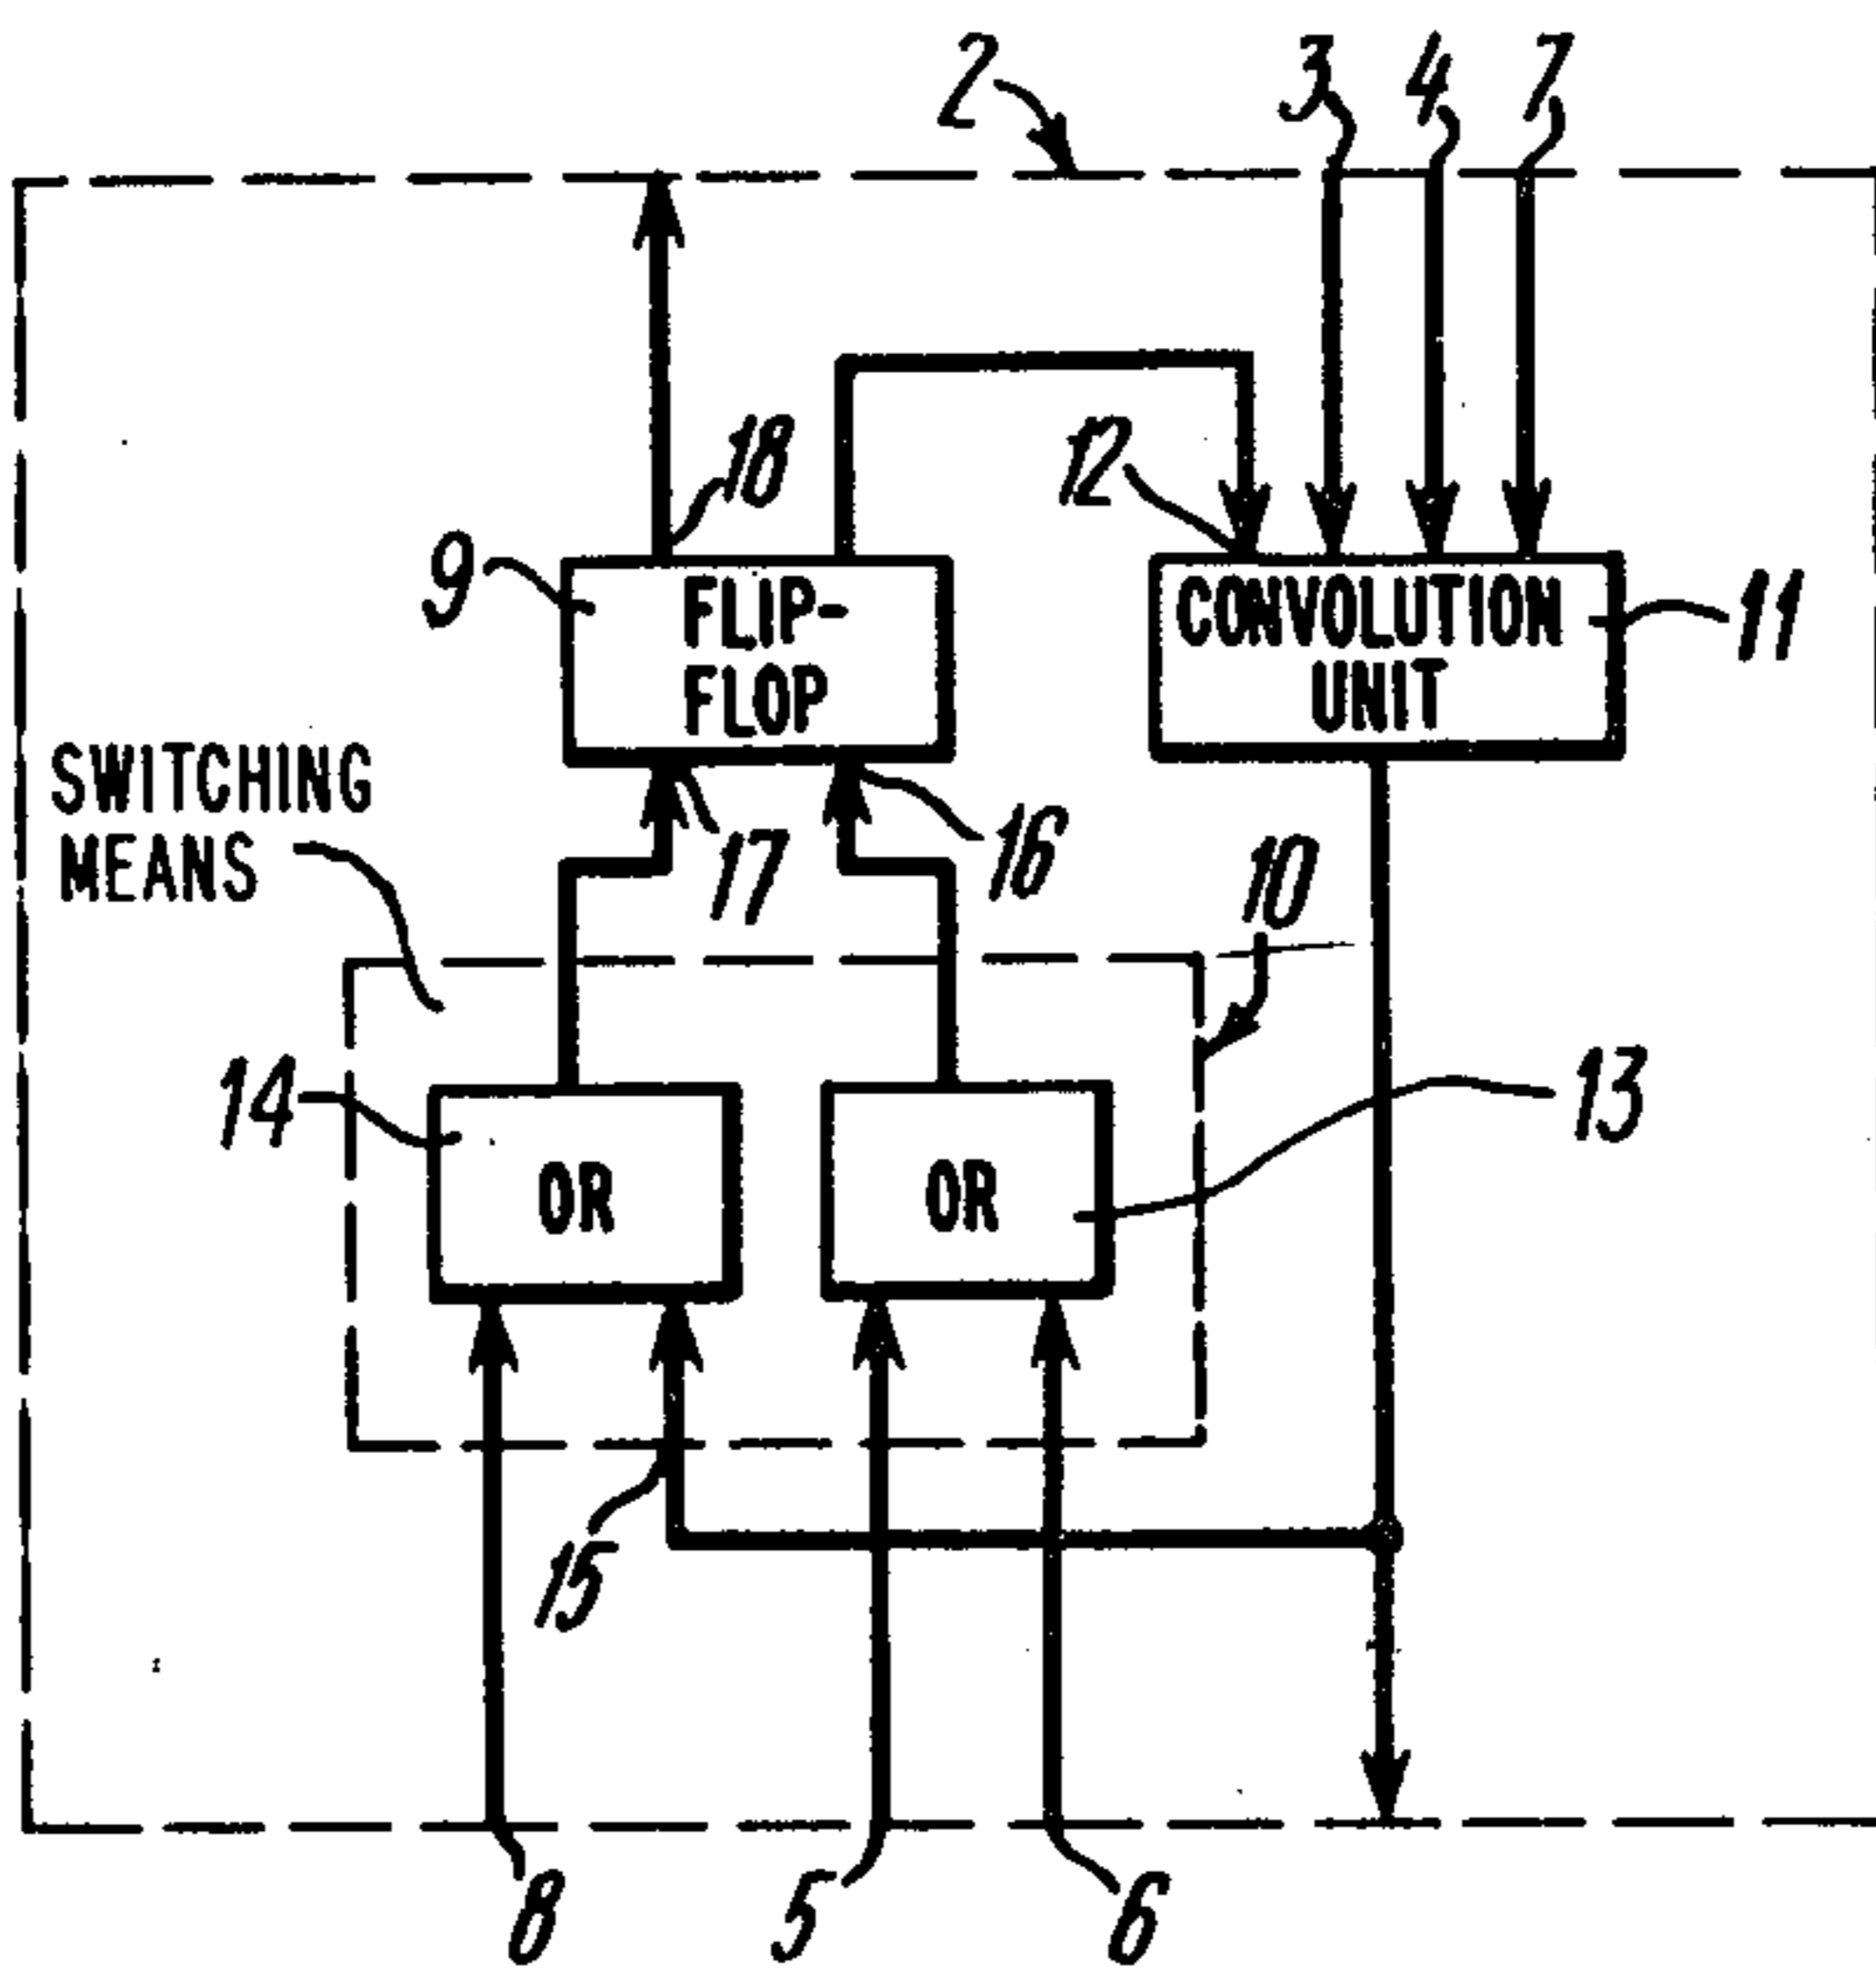 2
3
4
7
18
12
9
FLIP-
FLOP
CONVOLUTION
UNIT
11
SWITCHING
MEANS
17
16
10
14
OR
OR
13
15
8
5
6